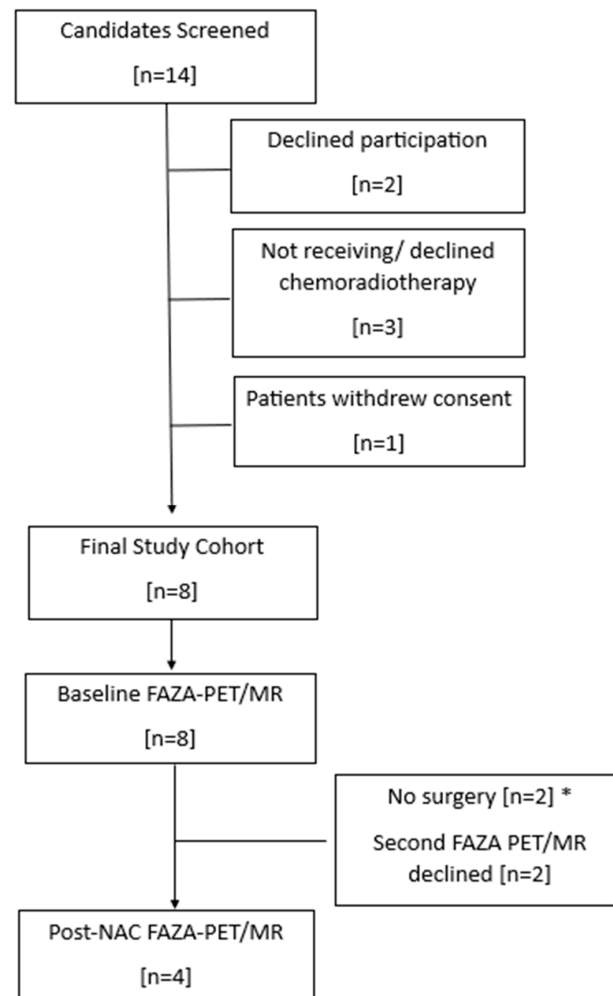 Candidates Screened
[n=14]
Declined participation
[n=2]
Not receiving/ declined
chemoradiotherapy
[n=3]
Patients withdrew consent
[n=1]
Final Study Cohort
[n=8]
Baseline FAZA-PET/MR
[n=8]
No surgery [n=2] *
Second FAZA PET/MR
declined [n=2]
Post-NAC FAZA-PET/MR
[n=4]